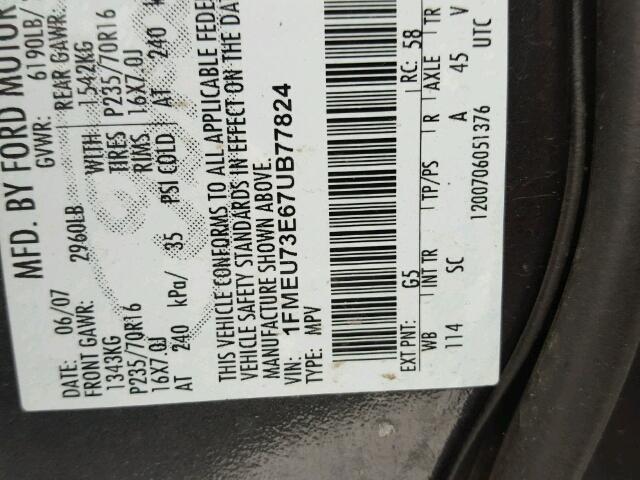 MFD. BY FORD MOTOR
DATE: 06/07 GVWR: 6190LB/
FRONT GAWR: 2960LB REAR GAWR:
1343KG WITH 1542KG
P235/70R16 TIRES P235/70R16
16X7.0J RIMS 16X7.0J
AT 240 kPa/ 35 PSI COLD AT 240
THIS VEHICLE CONFORMS TO ALL APPLICABLE FEDE
VEHICLE SAFETY STANDARDS IN EFFECT ON THE D
MANUFACTURE SHOWN ABOVE.
VIN: 1FMEU73E67UB77824
TYPE: MPV
EXT PNT: G5 RC: 58
WB INT TR TP/PS R AXLE TR
114 SC A 45 V
1200706051376 UTC